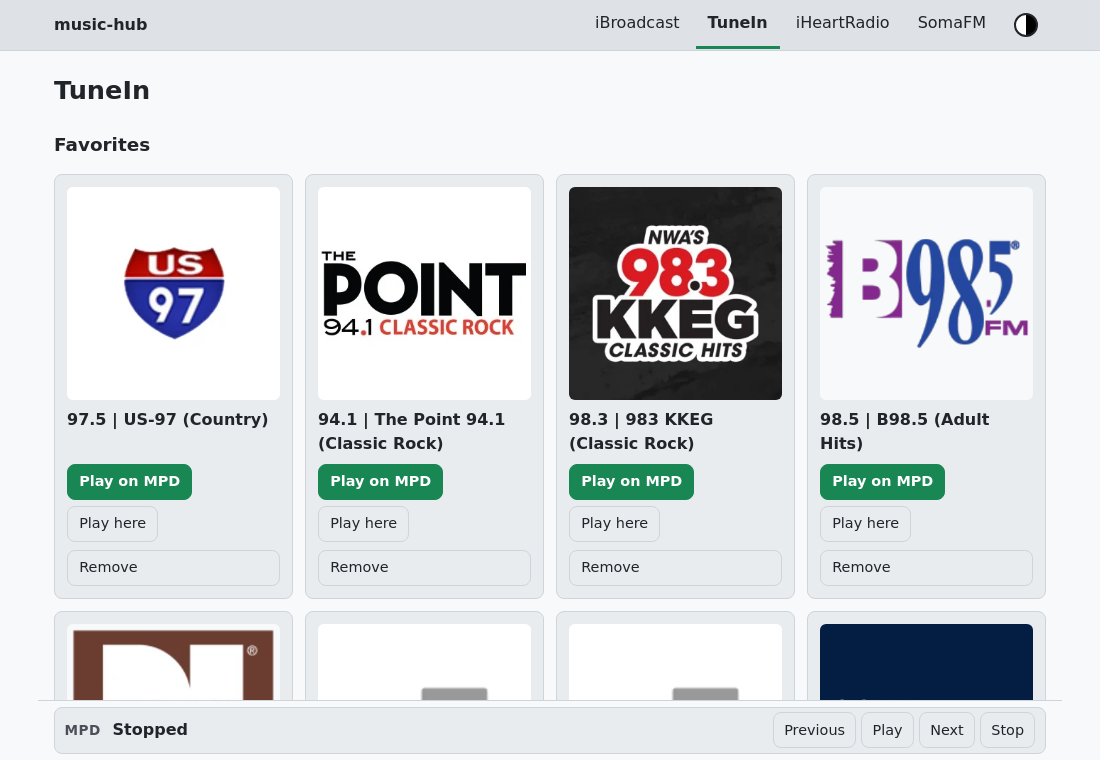 music-hub
iBroadcast
TuneIn
iHeartRadio
SomaFM
TuneIn
Favorites
US
97
THE
POINT
94.1 CLASSIC ROCK
NWA'S
98.3
KKEG
CLASSIC HITS
B98.5®
FM
97.5 | US-97 (Country)
94.1 | The Point 94.1
(Classic Rock)
98.3 | 983 KKEG
(Classic Rock)
98.5 | B98.5 (Adult
Hits)
Play on MPD
Play on MPD
Play on MPD
Play on MPD
Play here
Play here
Play here
Play here
Remove
Remove
Remove
Remove
®
MPD Stopped
Previous
Play
Next
Stop